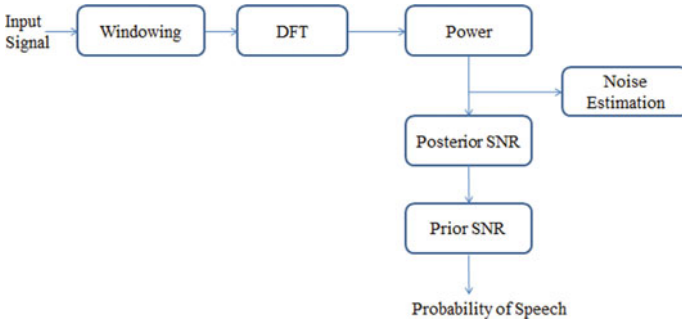 Input
Signal
Windowing
DFT
Power
Noise
Estimation
Posterior SNR
Prior SNR
Probability of Speech